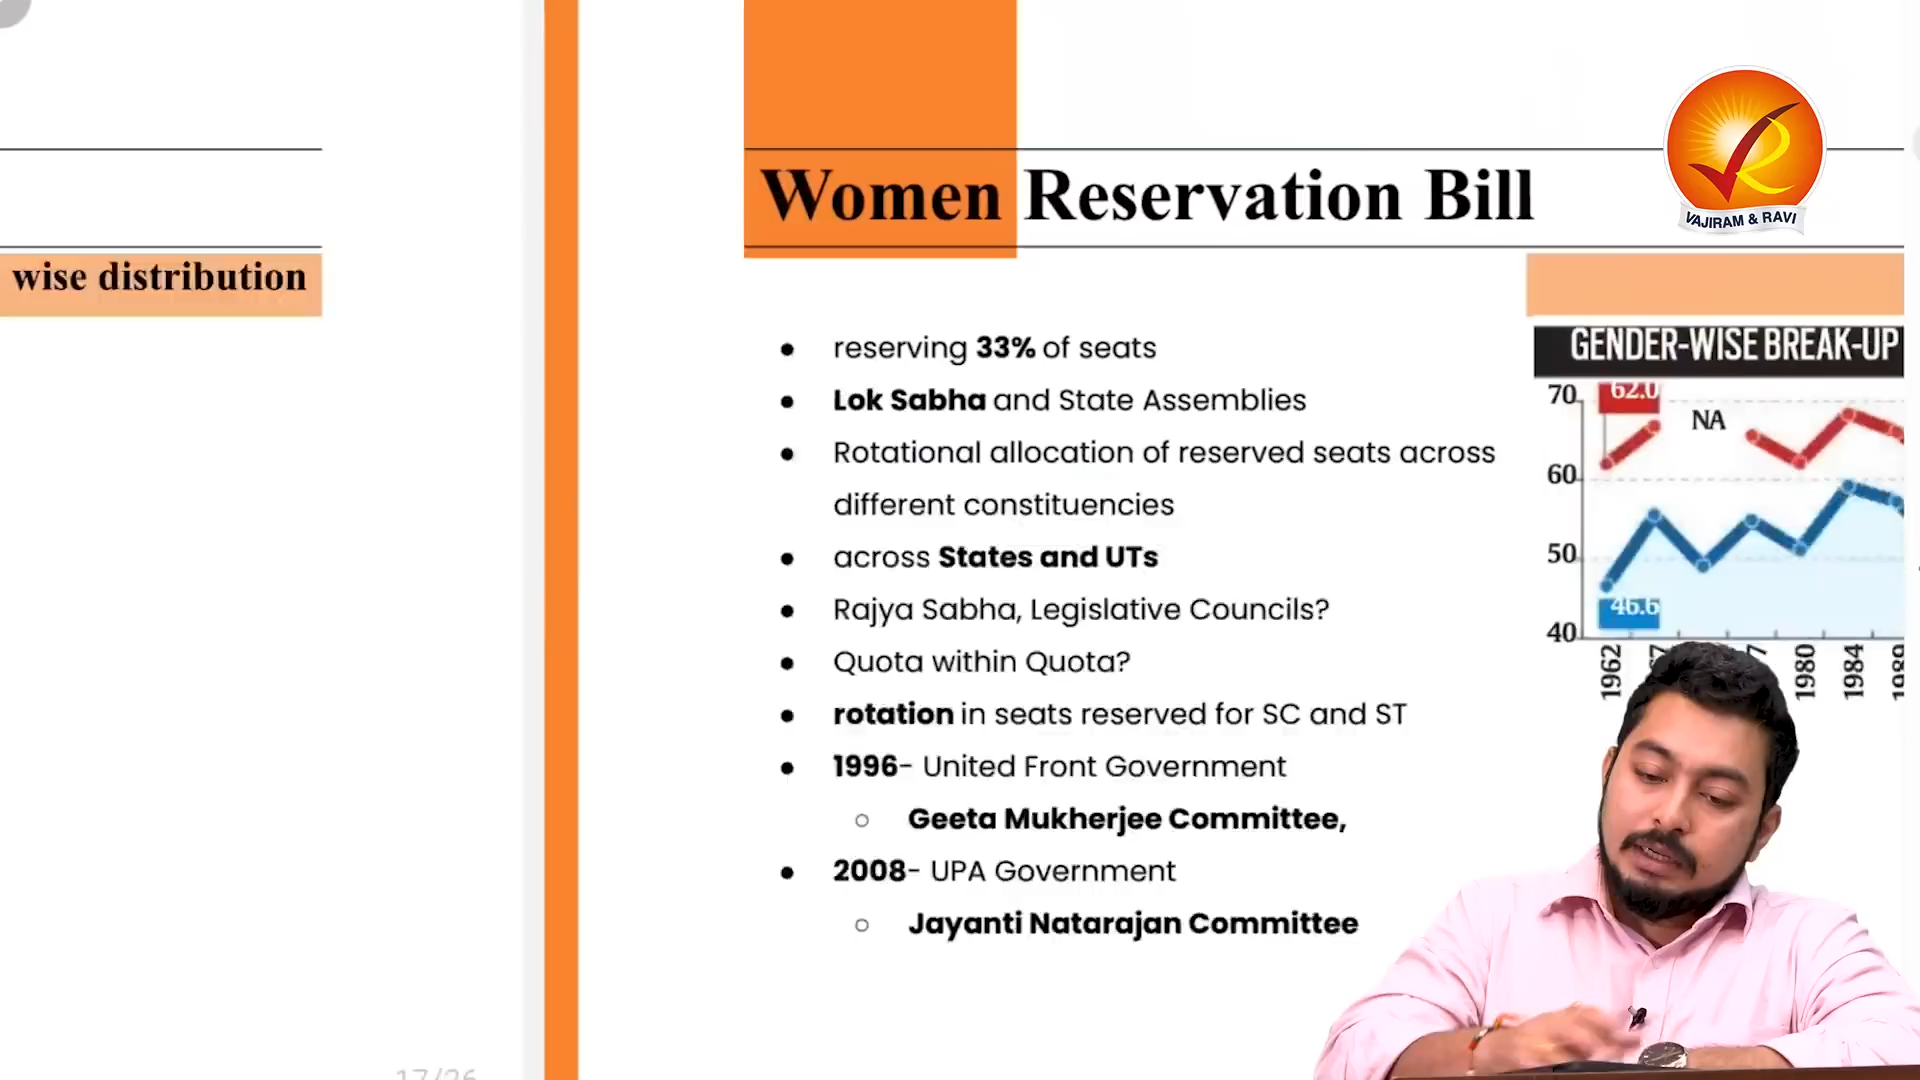 wise distribution
17/26
Women Reservation Bill
VAJIRAM & RAVI
● reserving 33% of seats
● Lok Sabha and State Assemblies
● Rotational allocation of reserved seats across
different constituencies
● across States and UTs
● Rajya Sabha, Legislative Councils?
● Quota within Quota?
● rotation in seats reserved for SC and ST
● 1996- United Front Government
○ Geeta Mukherjee Committee,
● 2008- UPA Government
○ Jayanti Natarajan Committee
GENDER-WISE BREAK-UP
70
62.0
NA
60
50
46.6
40
1962
1980
1984
1989